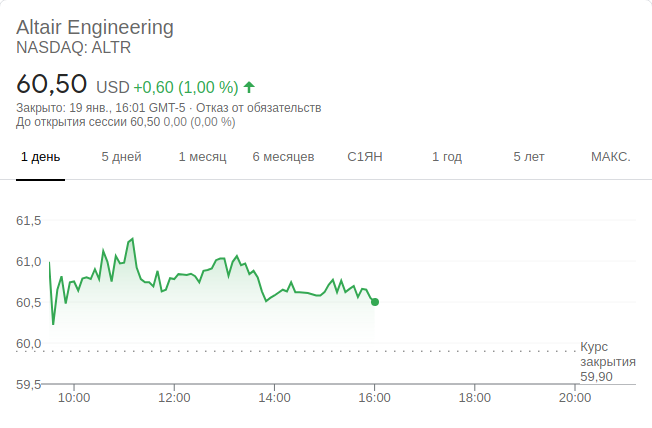 Altair Engineering
NASDAQ: ALTR
60,50 USD +0,60 (1,00 %)
Закрыто: 19 янв., 16:01 GMT-5 · Отказ от обязательств
До открытия сессии 60,50 0,00 (0,00 %)
1 день 5 дней 1 месяц 6 месяцев С1ЯН 1 год 5 лет МАКС.
61,5
61,0
60,5
60,0
Курс
закрытия
59,90
59,5
10:00 12:00 14:00 16:00 18:00 20:00